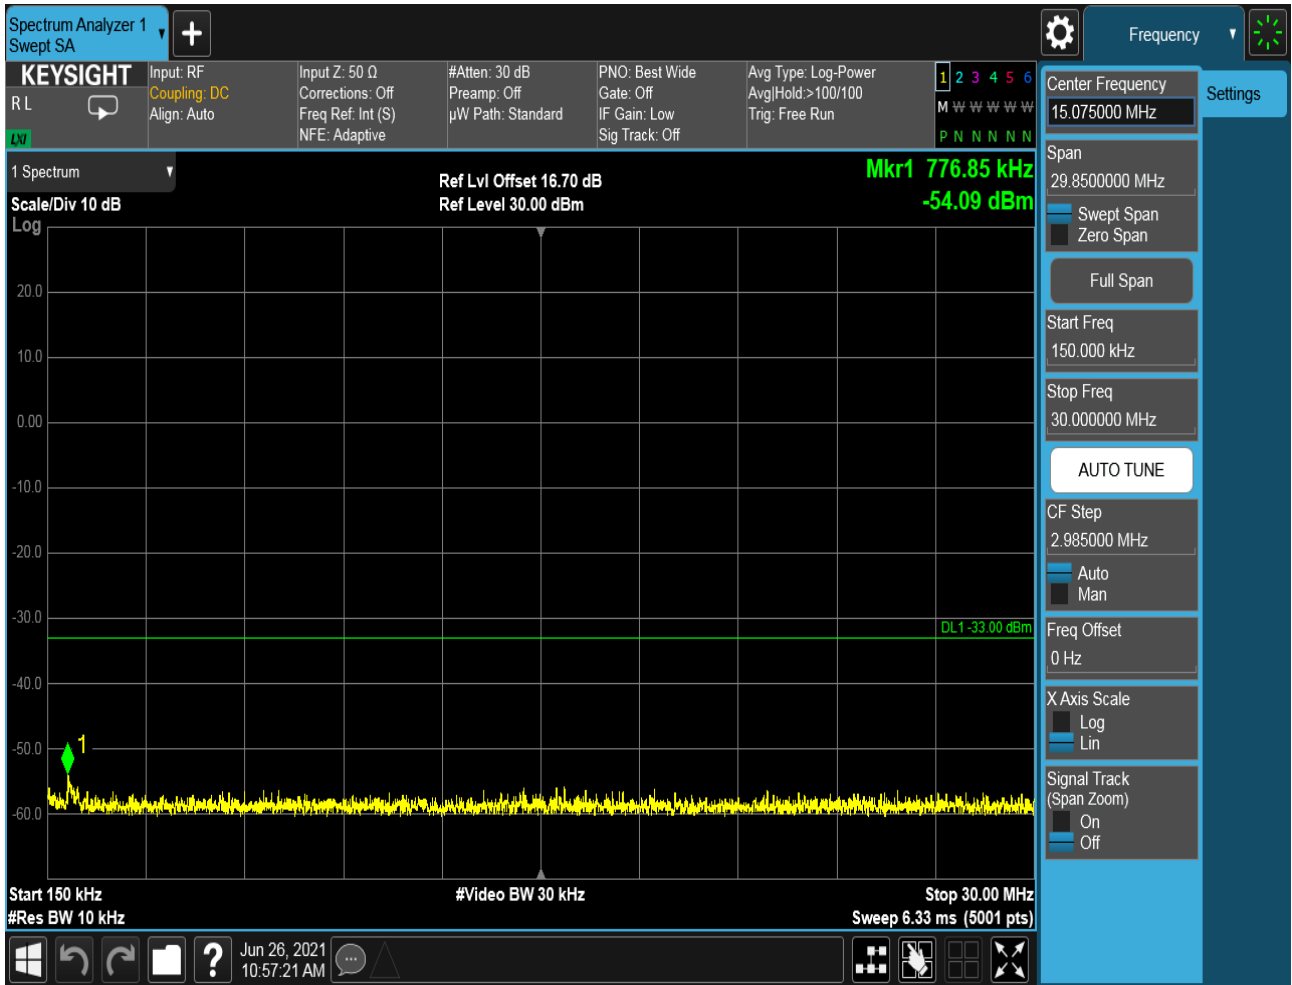 Spectrum Analyzer 1
Swept SA
Frequency
KEYSIGHT
R L
LXI
Input: RF
Coupling: DC
Align: Auto
Input Z: 50 Ω
Corrections: Off
Freq Ref: Int (S)
NFE: Adaptive
#Atten: 30 dB
Preamp: Off
µW Path: Standard
PNO: Best Wide
Gate: Off
IF Gain: Low
Sig Track: Off
Avg Type: Log-Power
Avg|Hold:>100/100
Trig: Free Run
1 2 3 4 5 6
M W W W W W
P N N N N N
1 Spectrum
Scale/Div 10 dB
Log
Ref Lvl Offset 16.70 dB
Ref Level 30.00 dBm
Mkr1 776.85 kHz
-54.09 dBm
20.0
10.0
0.00
-10.0
-20.0
-30.0
DL1 -33.00 dBm
-40.0
-50.0
1
-60.0
Start 150 kHz
#Video BW 30 kHz
Stop 30.00 MHz
#Res BW 10 kHz
Sweep 6.33 ms (5001 pts)
?
Jun 26, 2021
10:57:21 AM
Center Frequency
15.075000 MHz
Settings
Span
29.8500000 MHz
Swept Span
Zero Span
Full Span
Start Freq
150.000 kHz
Stop Freq
30.000000 MHz
AUTO TUNE
CF Step
2.985000 MHz
Auto
Man
Freq Offset
0 Hz
X Axis Scale
Log
Lin
Signal Track
(Span Zoom)
On
Off